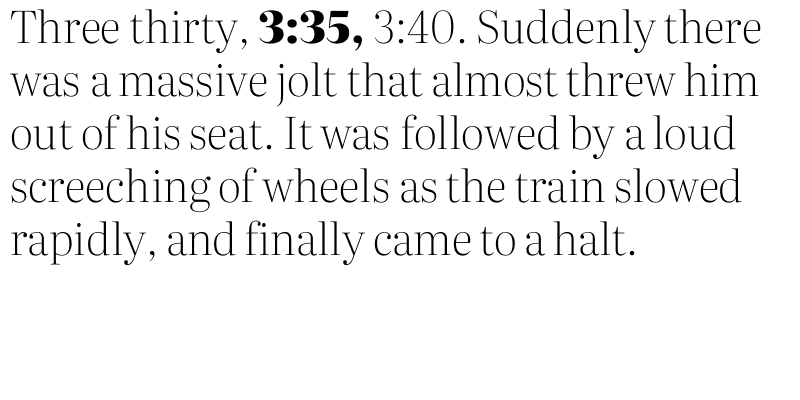 Three thirty, 3:35, 3:40. Suddenly there
was a massive jolt that almost threw him
out of his seat. It was followed by a loud
screeching of wheels as the train slowed
rapidly, and finally came to a halt.